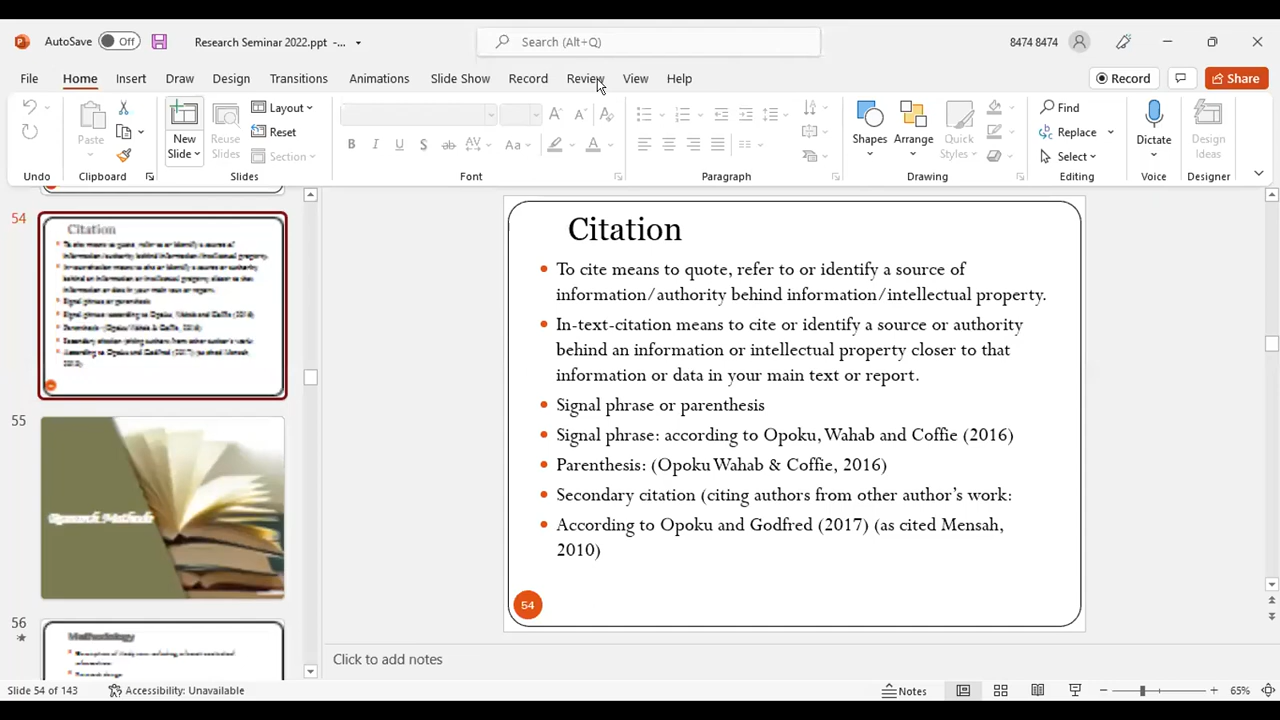 AutoSave Off Research Seminar 2022.ppt -... Search (Alt+Q) 8474 8474
File Home Insert Draw Design Slide Show Transitions Animations Record Review View Help Record Share
Undo
Paste
Clipboard
New Slide
Reuse Slides
Layout
Reset
Section
Slides
Font
Paragraph
Shapes
Arrange
Quick Styles
Drawing
Find
Replace
Select
Editing
Dictate
Voice
Design Ideas
Designer
54
Citation
55
56
Methodology
Citation
To cite means to quote, refer to or identify a source of
information/authority behind information/intellectual property.
In-text-citation means to cite or identify a source or authority
behind an information or intellectual property closer to that
information or data in your main text or report.
Signal phrase or parenthesis
Signal phrase: according to Opoku, Wahab and Coffie (2016)
Parenthesis: (Opoku Wahab & Coffie, 2016)
Secondary citation (citing authors from other author's work:
According to Opoku and Godfred (2017) (as cited Mensah,
2010)
54
Click to add notes
Slide 54 of 143 Accessibility: Unavailable Notes 65%